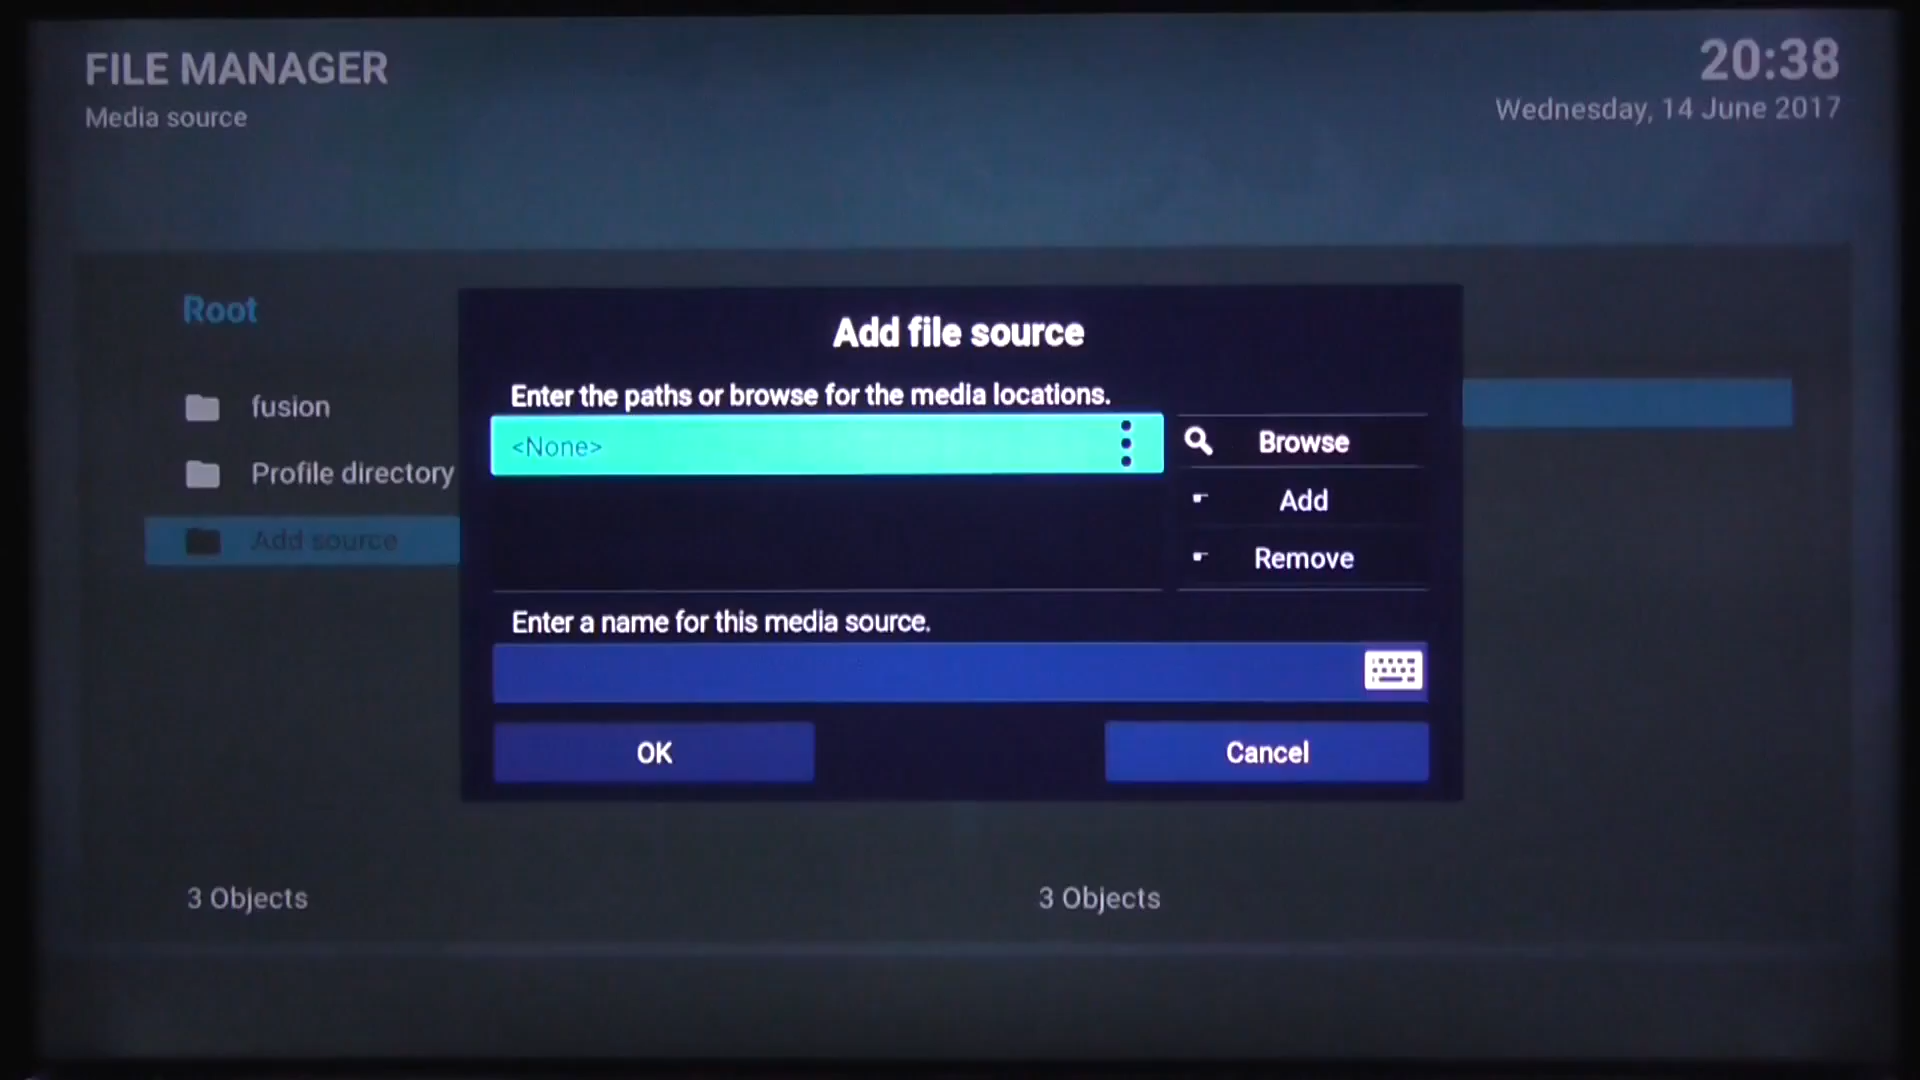 FILE MANAGER
Media source
20:38
Wednesday, 14 June 2017
Root
fusion
Profile directory
Add source
Add file source
Enter the paths or browse for the media locations.
<None>
Browse
Add
Remove
Enter a name for this media source.
OK
Cancel
3 Objects
3 Objects